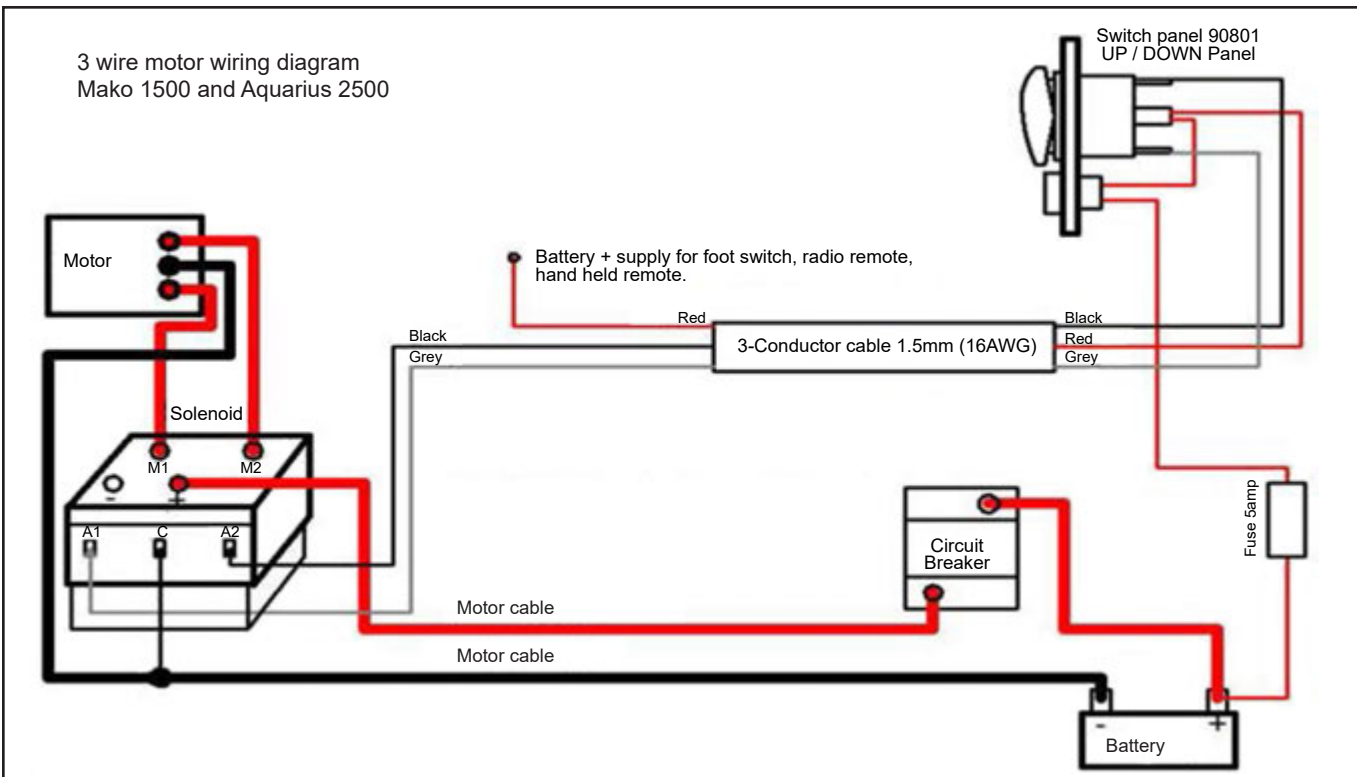 3 wire motor wiring diagram
Mako 1500 and Aquarius 2500
Switch panel 90801
UP / DOWN Panel
Motor
Battery + supply for foot switch, radio remote,
hand held remote.
Red
Black
Black
3-Conductor cable 1.5mm (16AWG)
Red
Grey
Grey
Solenoid
M1
M2
-
+
A1
C
A2
Circuit
Breaker
Fuse 5amp
Motor cable
Motor cable
-
+
Battery